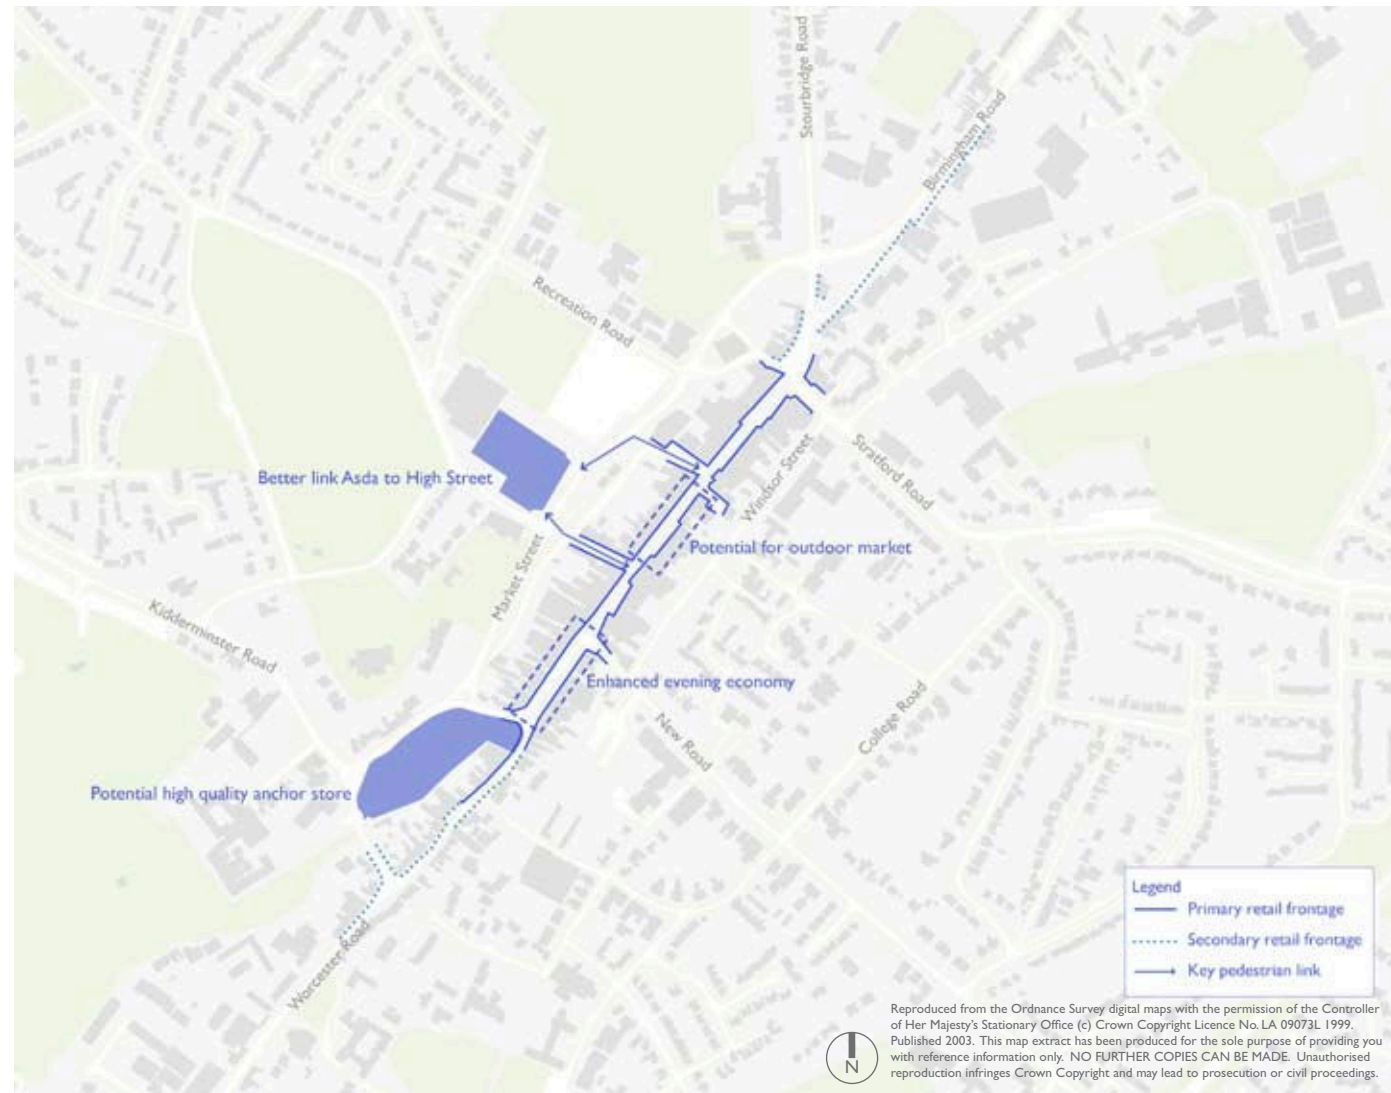 Stourbridge Road
Birmingham Road
Recreation Road
Better link Asda to High Street
Windsor Street
Stratford Road
Potential for outdoor market
Market Street
Kidderminster Road
Enhanced evening economy
New Road
College Road
Potential high quality anchor store
Worcester Road
Legend
Primary retail frontage
Secondary retail frontage
Key pedestrian link
Reproduced from the Ordnance Survey digital maps with the permission of the Controller
of Her Majesty's Stationary Office (c) Crown Copyright Licence No. LA 09073L 1999.
Published 2003. This map extract has been produced for the sole purpose of providing you
with reference information only. NO FURTHER COPIES CAN BE MADE. Unauthorised
reproduction infringes Crown Copyright and may lead to prosecution or civil proceedings.
N